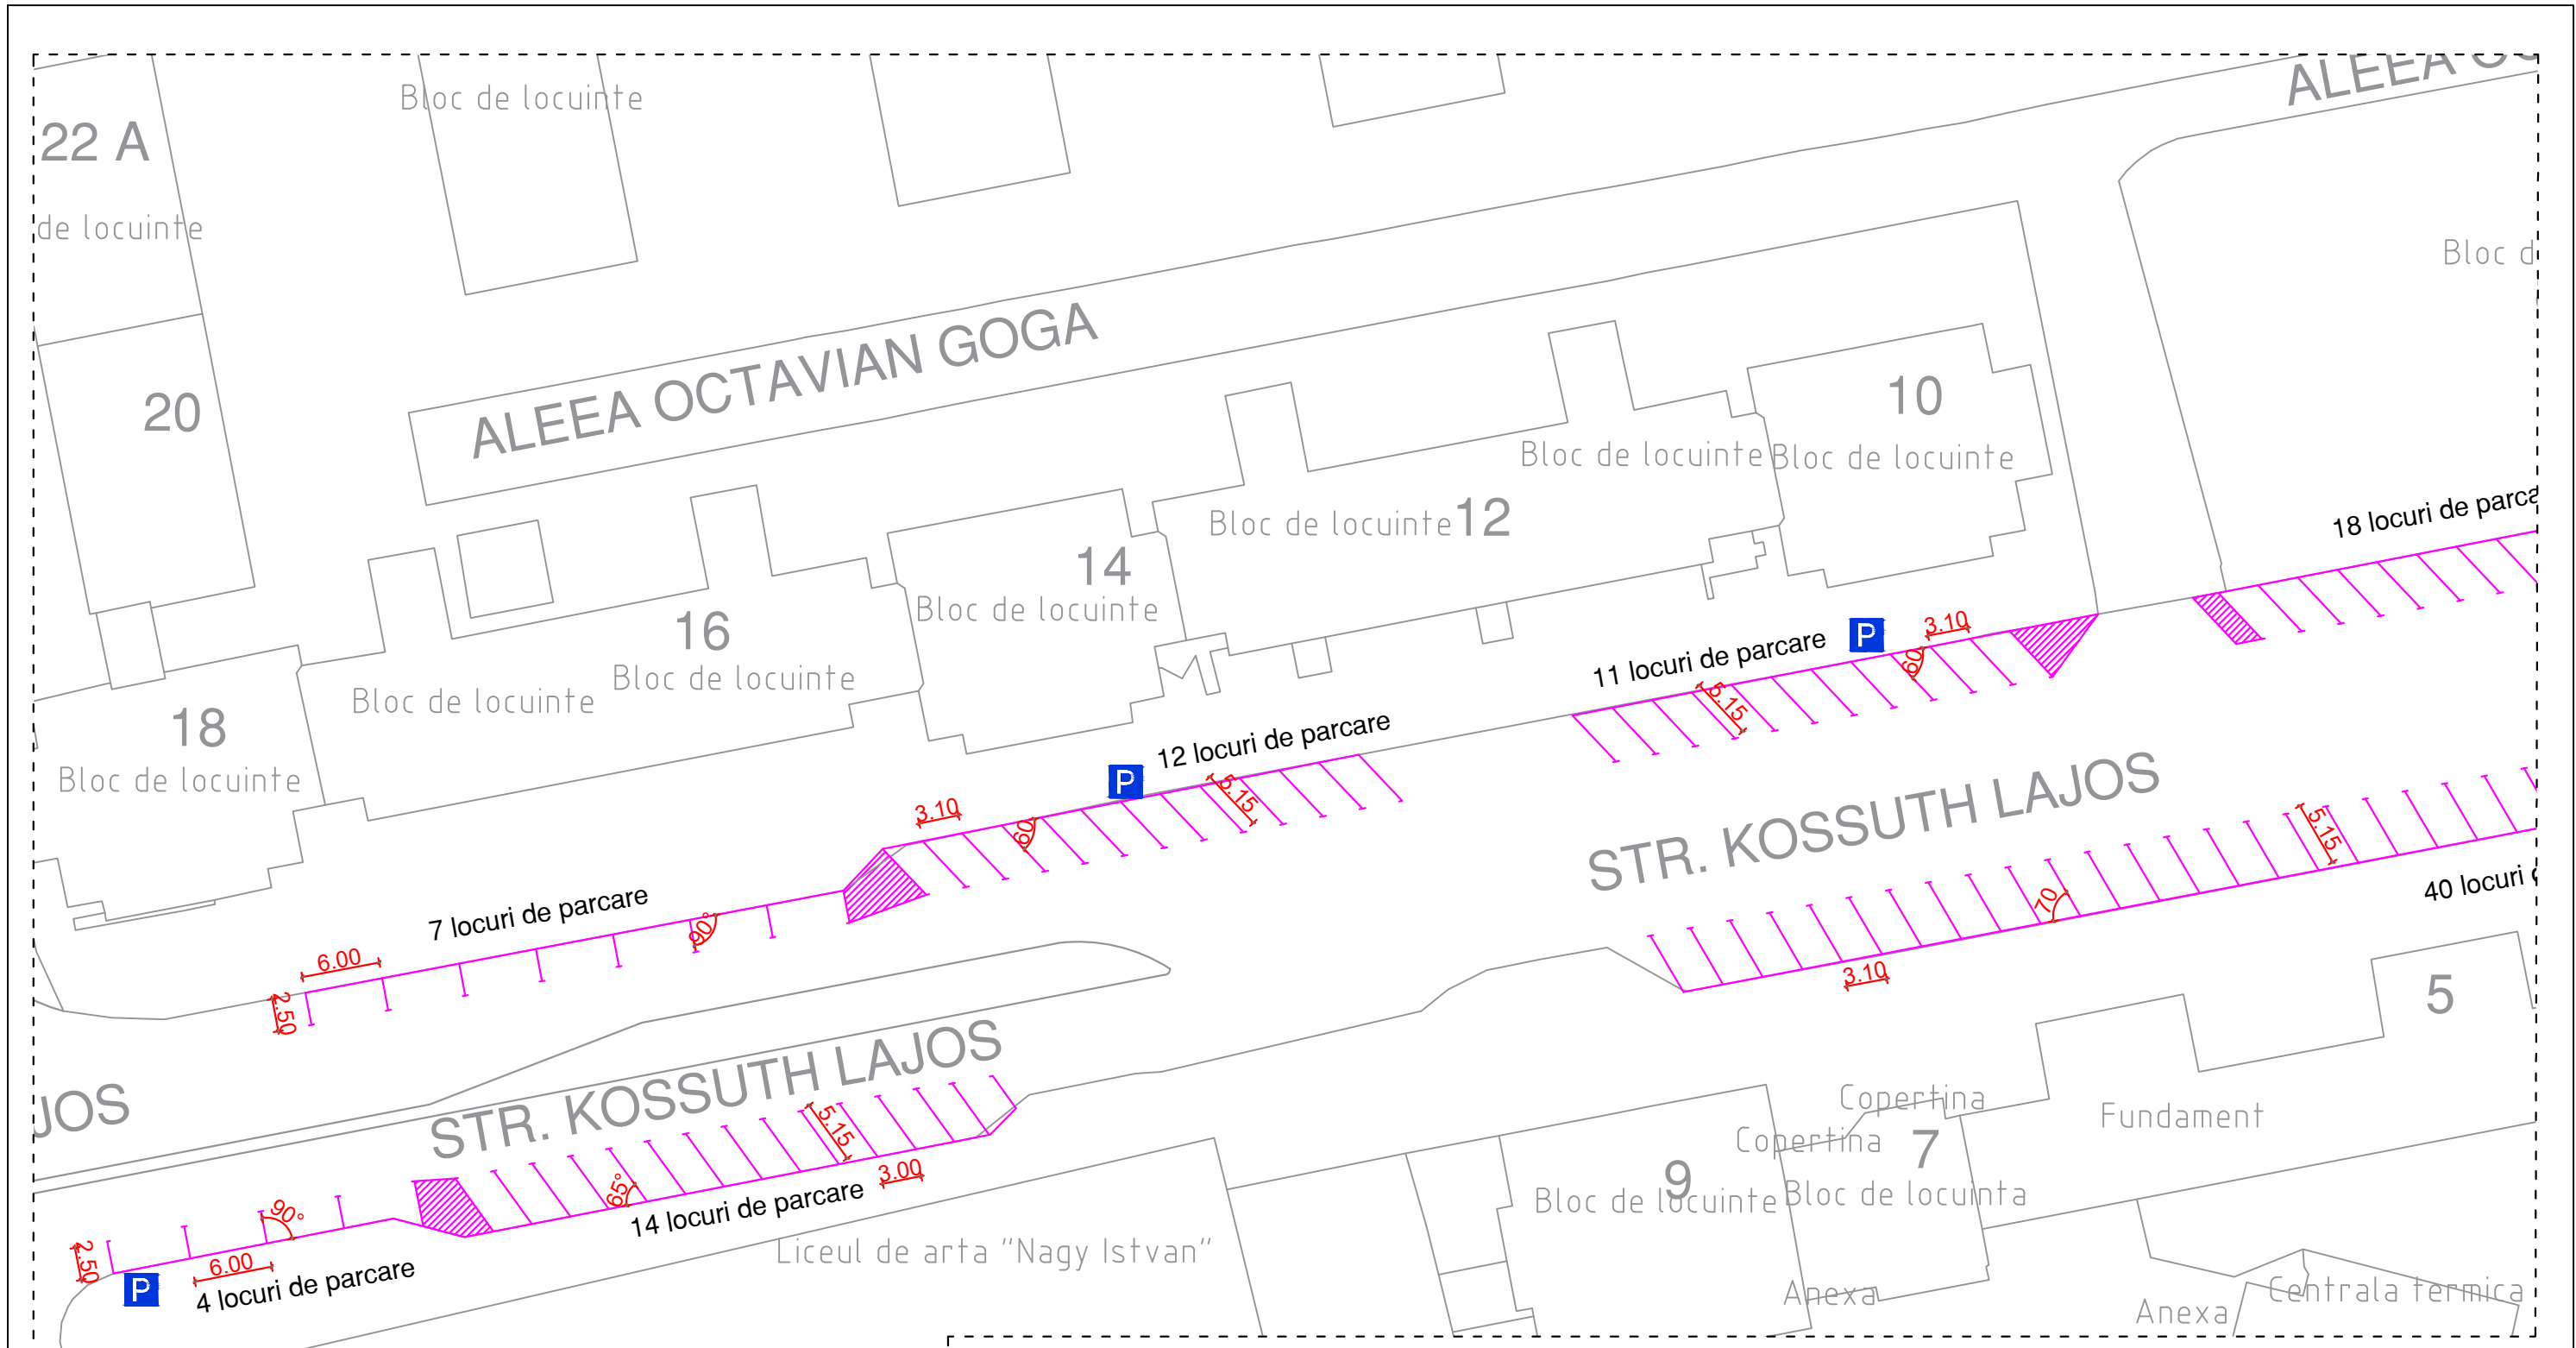 ALEEA
Bloc de locuinte
22 A
de locuinte
Bloc d
ALEEA OCTAVIAN GOGA
20
10
Bloc de locuinte
Bloc de locuinte
12
Bloc de locuinte
18 locuri de parca
14
Bloc de locuinte
16
Bloc de locuinte
Bloc de locuinte
3.10
P
11 locuri de parcare
60
5.15
18
Bloc de locuinte
12 locuri de parcare
P
5.15
3.10
60
STR. KOSSUTH LAJOS
5.15
70
40 locuri
3.10
7 locuri de parcare
90°
6.00
2.50
5
STR. KOSSUTH LAJOS
JOS
5.15
Copertina
Fundament
Copertina
7
9
Bloc de locuinte
Bloc de locuinta
3.00
65°
14 locuri de parcare
90°
2.50
6.00
P
4 locuri de parcare
Liceul de arta "Nagy Istvan"
Anexa
Centrala termica
Anexa